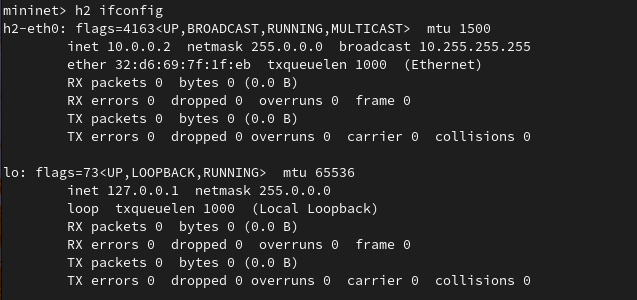 mininet> h2 ifconfig
h2-eth0: flags=4163<UP,BROADCAST,RUNNING,MULTICAST>  mtu 1500
        inet 10.0.0.2  netmask 255.0.0.0  broadcast 10.255.255.255
        ether 32:d6:69:7f:1f:eb  txqueuelen 1000  (Ethernet)
        RX packets 0  bytes 0 (0.0 B)
        RX errors 0  dropped 0  overruns 0  frame 0
        TX packets 0  bytes 0 (0.0 B)
        TX errors 0  dropped 0 overruns 0  carrier 0  collisions 0

lo: flags=73<UP,LOOPBACK,RUNNING>  mtu 65536
        inet 127.0.0.1  netmask 255.0.0.0
        loop  txqueuelen 1000  (Local Loopback)
        RX packets 0  bytes 0 (0.0 B)
        RX errors 0  dropped 0  overruns 0  frame 0
        TX packets 0  bytes 0 (0.0 B)
        TX errors 0  dropped 0 overruns 0  carrier 0  collisions 0